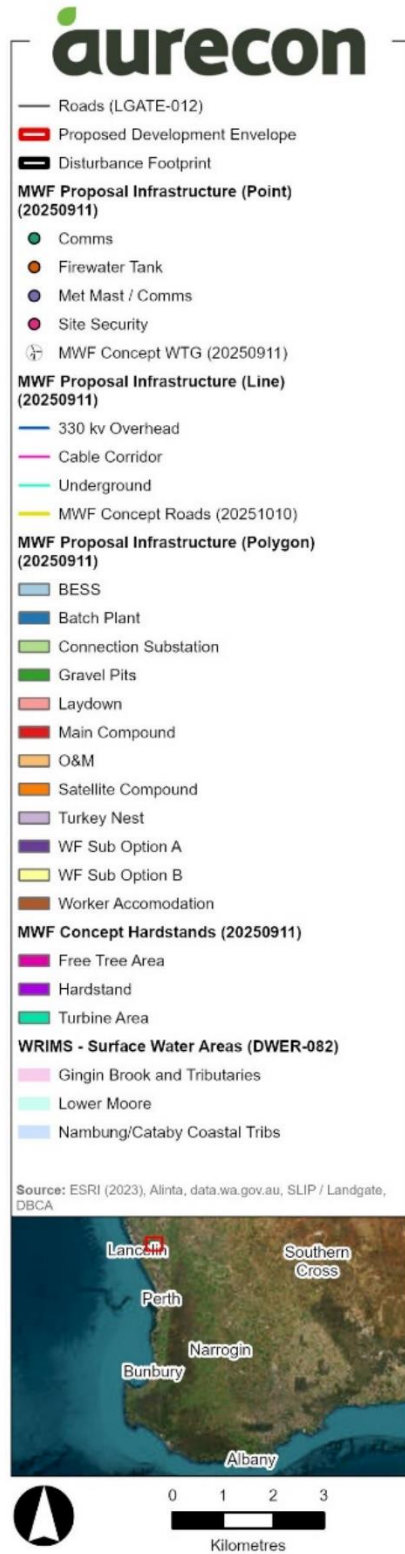 aurecon
Roads (LGATE-012)
Proposed Development Envelope
Disturbance Footprint
MWF Proposal Infrastructure (Point)
(20250911)
Comms
Firewater Tank
Met Mast / Comms
Site Security
MWF Concept WTG (20250911)
MWF Proposal Infrastructure (Line)
(20250911)
330 kv Overhead
Cable Corridor
Underground
MWF Concept Roads (20251010)
MWF Proposal Infrastructure (Polygon)
(20250911)
BESS
Batch Plant
Connection Substation
Gravel Pits
Laydown
Main Compound
O&M
Satellite Compound
Turkey Nest
WF Sub Option A
WF Sub Option B
Worker Accomodation
MWF Concept Hardstands (20250911)
Free Tree Area
Hardstand
Turbine Area
WRIMS - Surface Water Areas (DWER-082)
Gingin Brook and Tributaries
Lower Moore
Nambung/Cataby Coastal Tribs
Source: ESRI (2023), Alinta, data.wa.gov.au, SLIP / Landgate,
DBCA
Lancelin
Southern
Cross
Perth
Narrogin
Bunbury
Albany
0 1 2 3
Kilometres